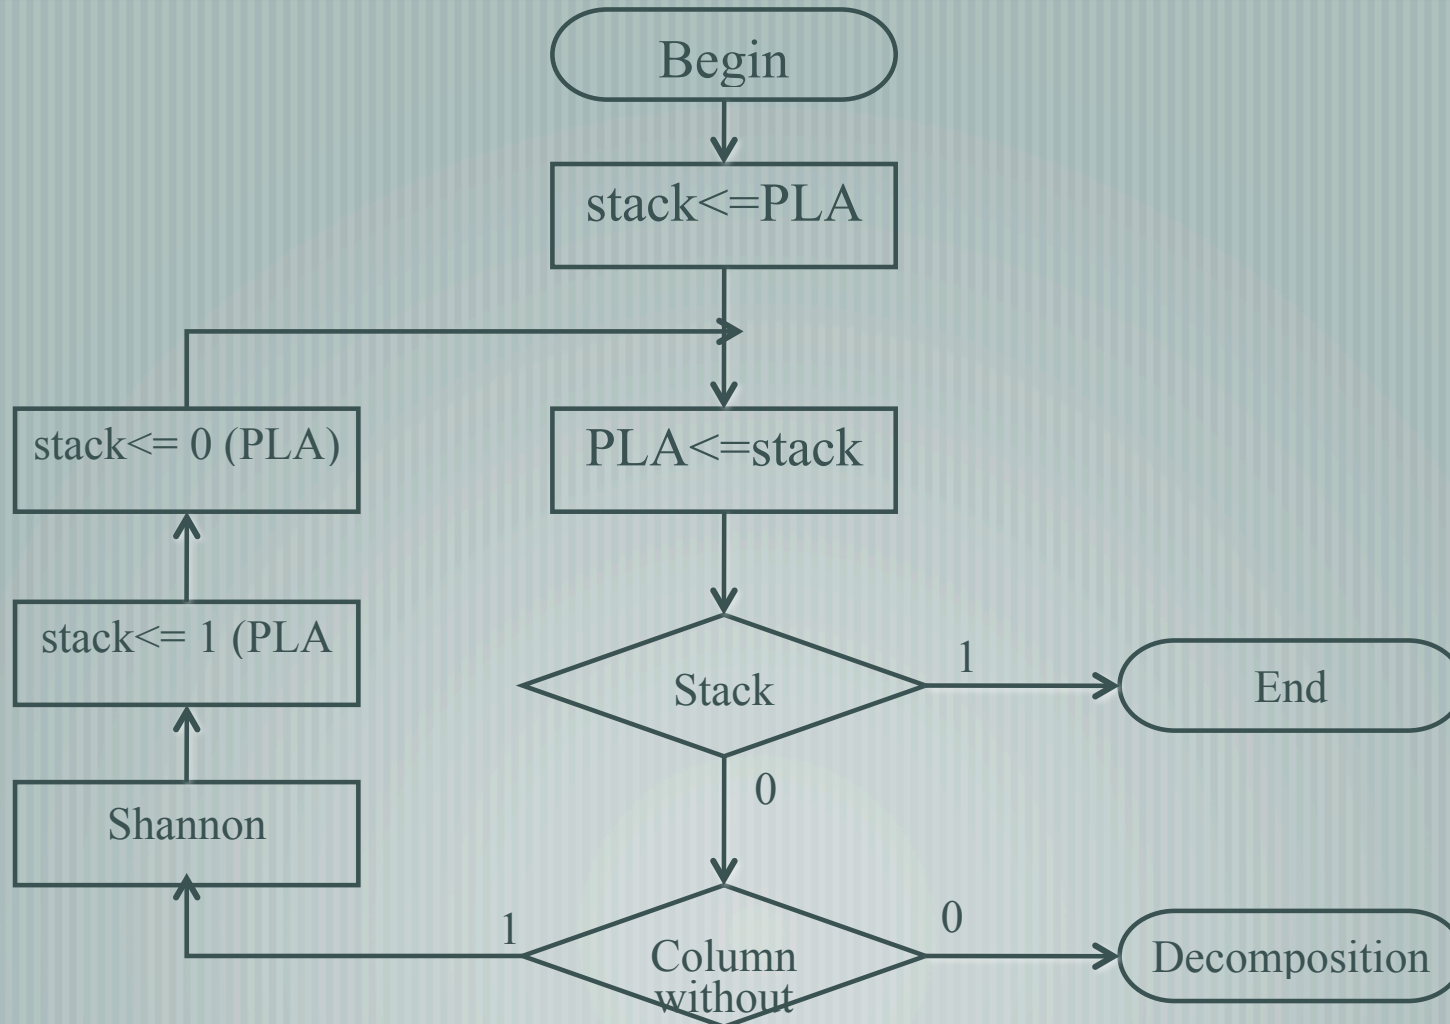 Begin
stack<=PLA
PLA<=stack
stack<= 0 (PLA)
stack<= 1 (PLA
Stack
1
End
0
Shannon
1
Column
without
0
Decomposition